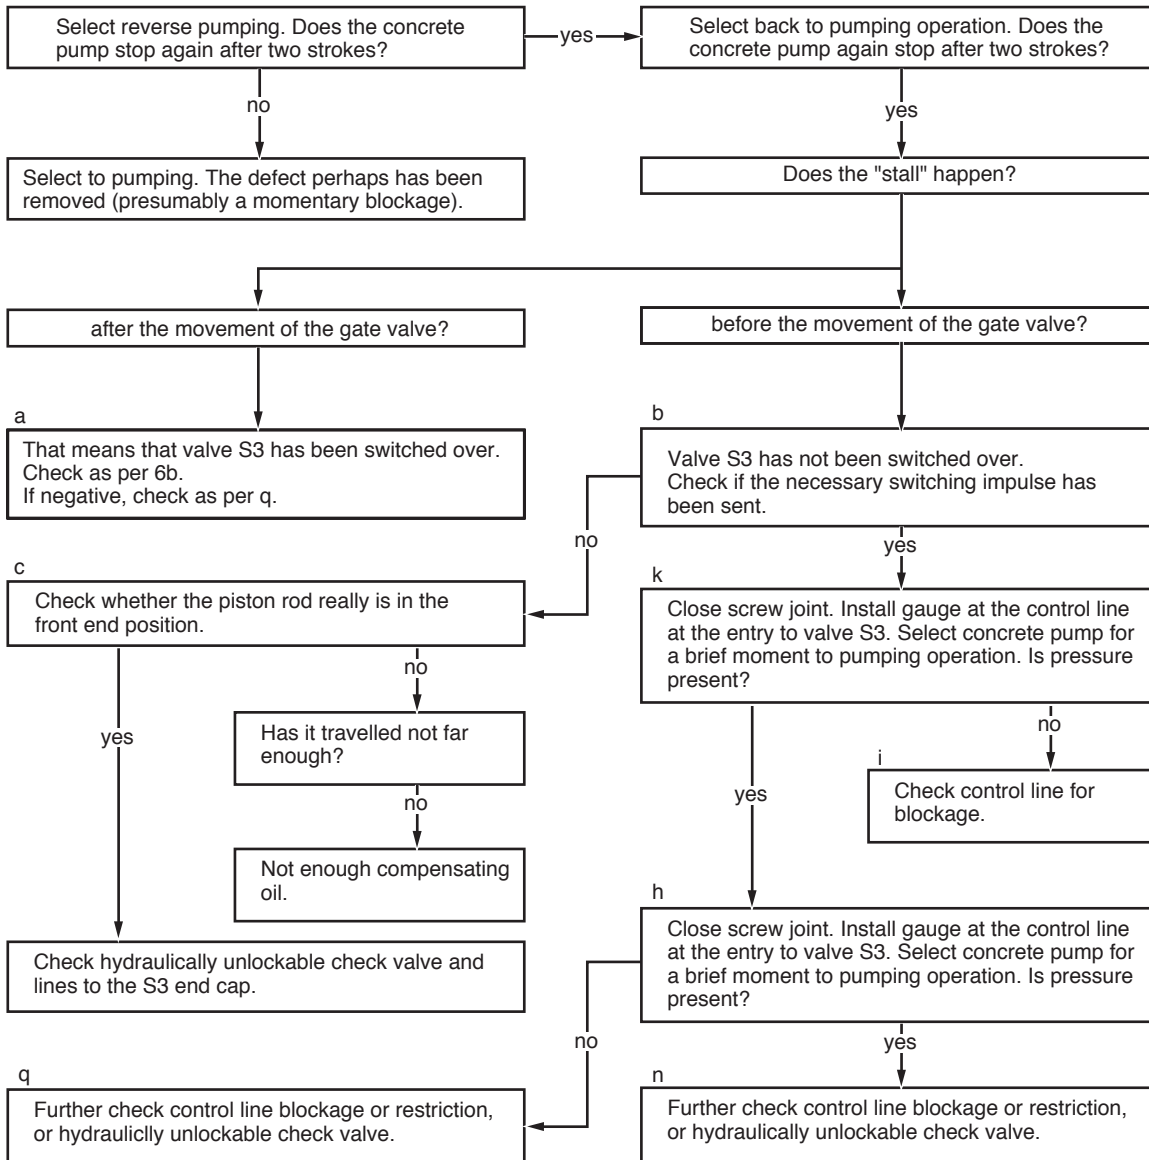 Select reverse pumping. Does the concrete
pump stop again after two strokes?
yes
Select back to pumping operation. Does the
concrete pump again stop after two strokes?
no
yes
Select to pumping. The defect perhaps has been
removed (presumably a momentary blockage).
Does the "stall" happen?
after the movement of the gate valve?
before the movement of the gate valve?
a
That means that valve S3 has been switched over.
Check as per 6b.
If negative, check as per q.
b
Valve S3 has not been switched over.
Check if the necessary switching impulse has
been sent.
no
yes
c
Check whether the piston rod really is in the
front end position.
k
Close screw joint. Install gauge at the control line
at the entry to valve S3. Select concrete pump for
a brief moment to pumping operation. Is pressure
present?
no
yes
Has it travelled not far
enough?
no
yes
no
i
Check control line for
blockage.
Not enough compensating
oil.
h
Close screw joint. Install gauge at the control line
at the entry to valve S3. Select concrete pump for
a brief moment to pumping operation. Is pressure
present?
Check hydraulically unlockable check valve and
lines to the S3 end cap.
no
yes
q
Further check control line blockage or restriction,
or hydrauliclly unlockable check valve.
n
Further check control line blockage or restriction,
or hydraulically unlockable check valve.